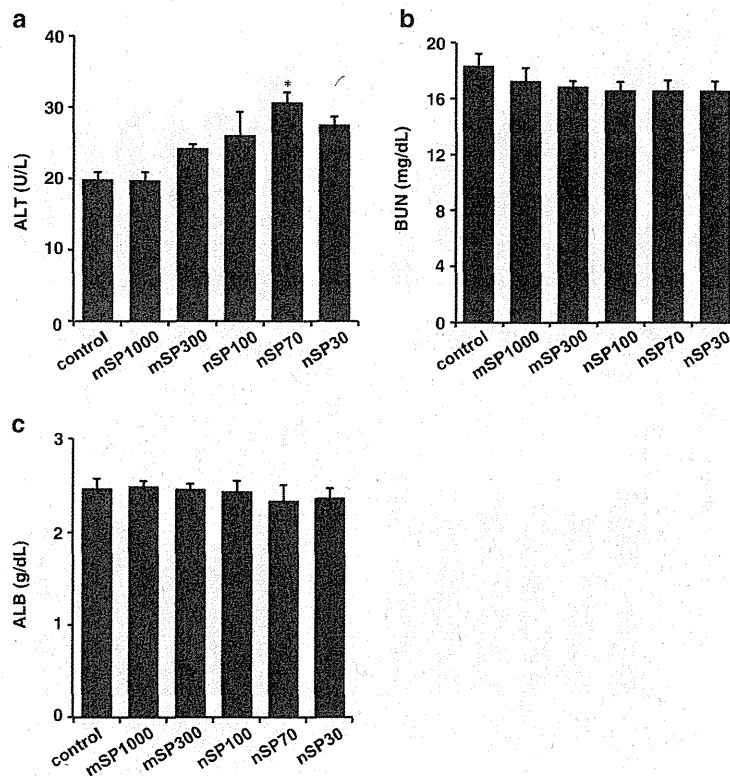 a
ALT (U/L)
40
30
20
10
0
*
control
mSP1000
mSP300
nSP100
nSP70
nSP30
b
BUN (mg/dL)
20
16
12
8
4
0
control
mSP1000
mSP300
nSP100
nSP70
nSP30
c
ALB (g/dL)
3
2
1
0
control
mSP1000
mSP300
nSP100
nSP70
nSP30